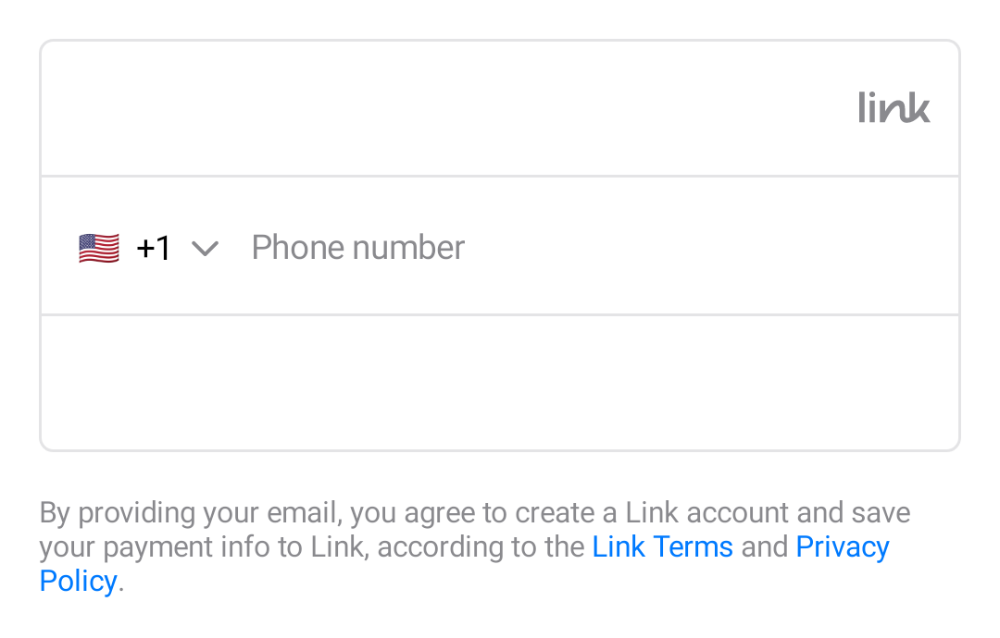 link
+1 Phone number
By providing your email, you agree to create a Link account and save
your payment info to Link, according to the Link Terms and Privacy
Policy.